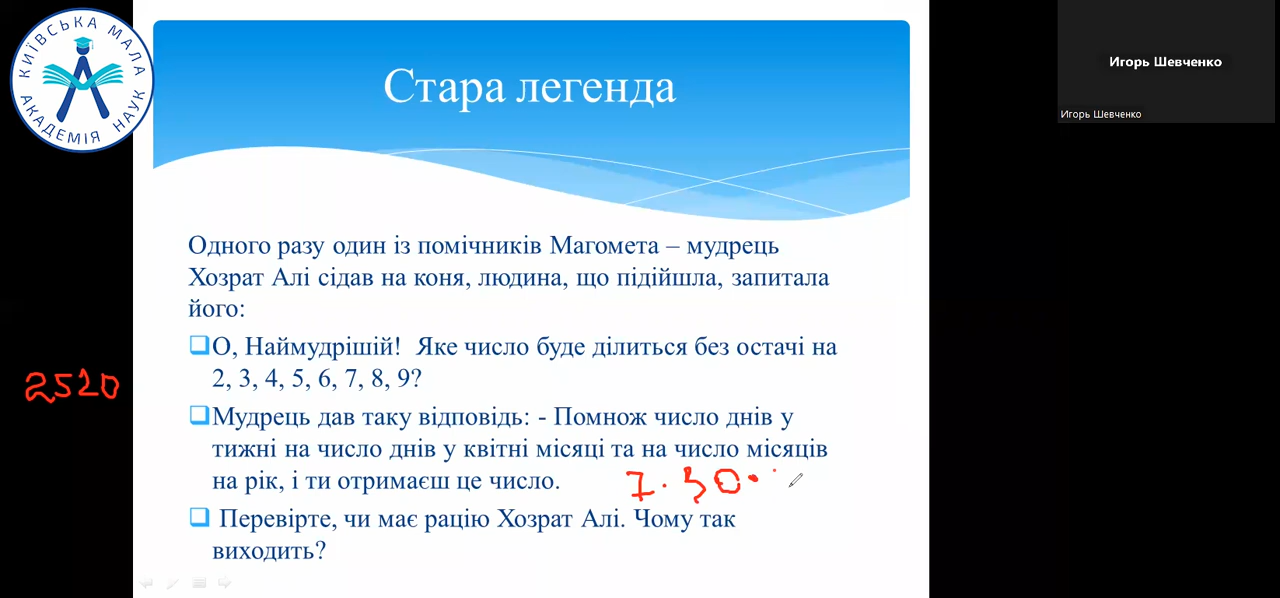 КИЇВСЬКА МАЛА
АКАДЕМІЯ НАУК
Стара легенда
Игорь Шевченко
Игорь Шевченко
Одного разу один із помічників Магомета – мудрець
Хозрат Алі сідав на коня, людина, що підійшла, запитала
його:
О, Наймудрішій! Яке число буде ділиться без остачі на
2, 3, 4, 5, 6, 7, 8, 9?
2520
Мудрець дав таку відповідь: - Помнож число днів у
тижні на число днів у квітні місяці та на число місяців
на рік, і ти отримаєш це число.
7 · 30 ·
Перевірте, чи має рацію Хозрат Алі. Чому так
виходить?